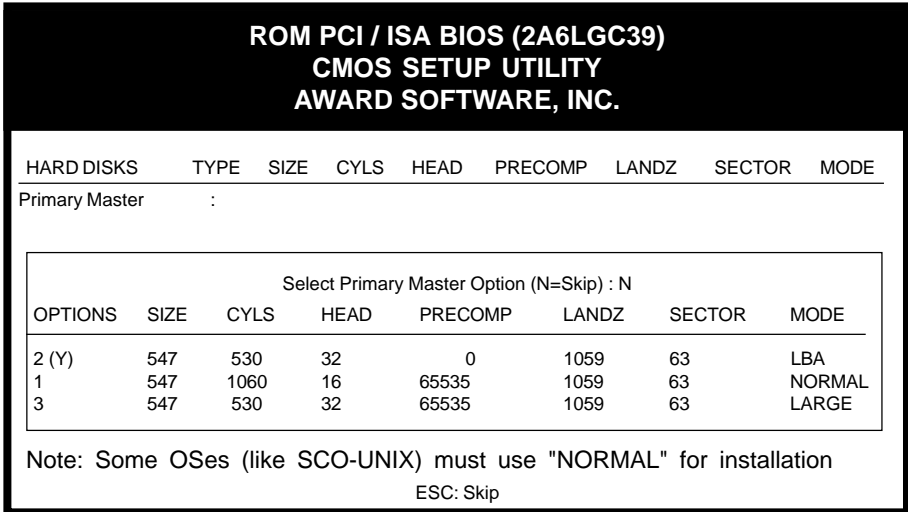 ROM PCI / ISA BIOS (2A6LGC39)
CMOS SETUP UTILITY
AWARD SOFTWARE, INC.
HARD DISKS TYPE SIZE CYLS HEAD PRECOMP LANDZ SECTOR MODE
Primary Master :
Select Primary Master Option (N=Skip) : N
OPTIONS SIZE CYLS HEAD PRECOMP LANDZ SECTOR MODE
2 (Y) 547 530 32 0 1059 63 LBA
1 547 1060 16 65535 1059 63 NORMAL
3 547 530 32 65535 1059 63 LARGE
Note: Some OSes (like SCO-UNIX) must use "NORMAL" for installation
ESC: Skip